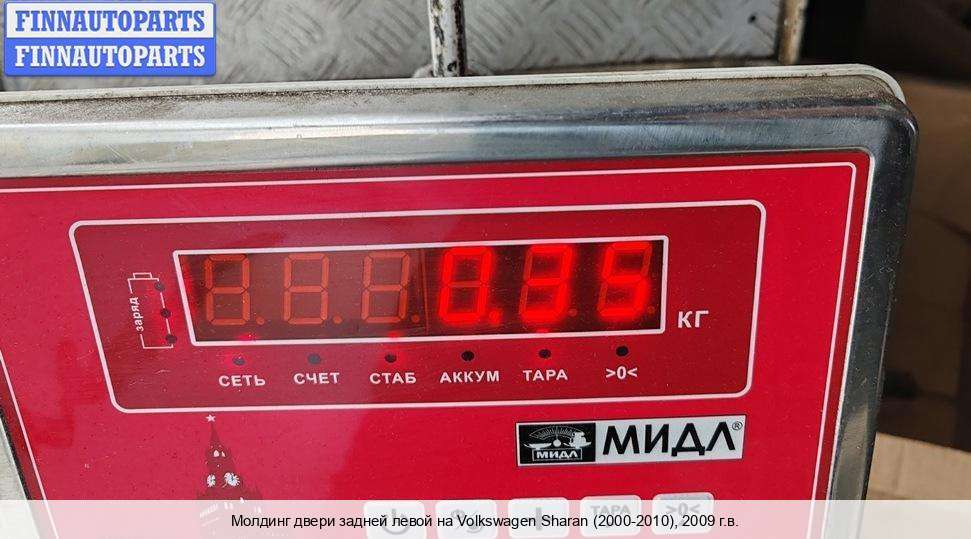 FINNAUTOPARTS
FINNAUTOPARTS
0.35
КГ
заряд
СЕТЬ СЧЕТ СТАБ АККУМ ТАРА >0<
МИДЛ МИДЛ®
ТАРА >0<
Молдинг двери задней левой на Volkswagen Sharan (2000-2010), 2009 г.в.